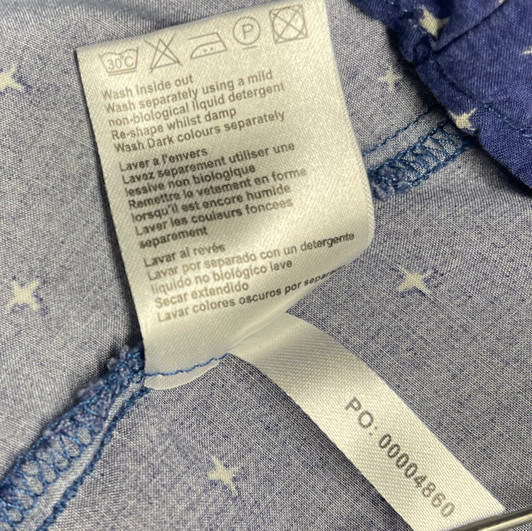 30°C P
Wash inside out
Wash separately using a mild
non-biological liquid detergent
Re-shape whilst damp
Wash Dark colours separately
Laver a l'envers
Lavez separement utiliser une
lessive non biologique
Remettre le vetement en forme
lorsqu'il est encore humide
Laver les couleurs foncees
separement
Lavar al revés
Lavar por separado con un detergente
líquido no biológico lave
Secar extendido
Lavar colores oscuros por
PO: 00004860